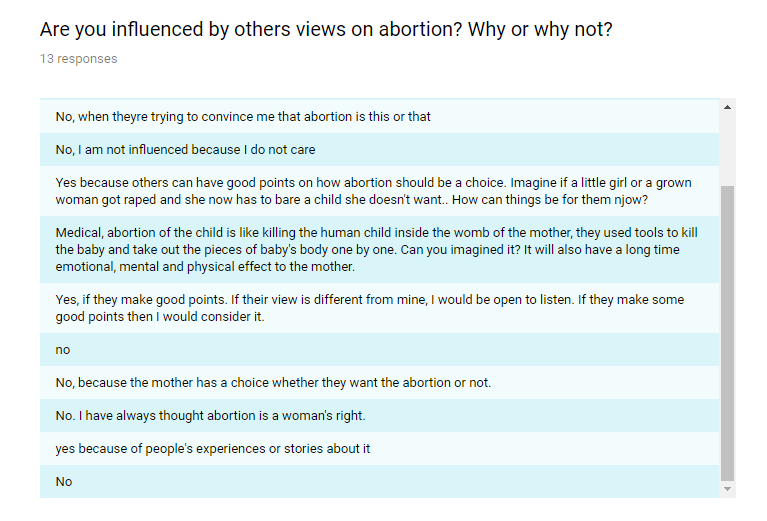 Are you influenced by others views on abortion? Why or why not?
13 responses
No, when theyre trying to convince me that abortion is this or that
No, I am not influenced because I do not care
Yes because others can have good points on how abortion should be a choice. Imagine if a little girl or a grown
woman got raped and she now has to bare a child she doesn't want.. How can things be for them njow?
Medical, abortion of the child is like killing the human child inside the womb of the mother, they used tools to kill
the baby and take out the pieces of baby's body one by one. Can you imagined it? It will also have a long time
emotional, mental and physical effect to the mother.
Yes, if they make good points. If their view is different from mine, I would be open to listen. If they make some
good points then I would consider it.
no
No, because the mother has a choice whether they want the abortion or not.
No. I have always thought abortion is a woman's right.
yes because of people's experiences or stories about it
No